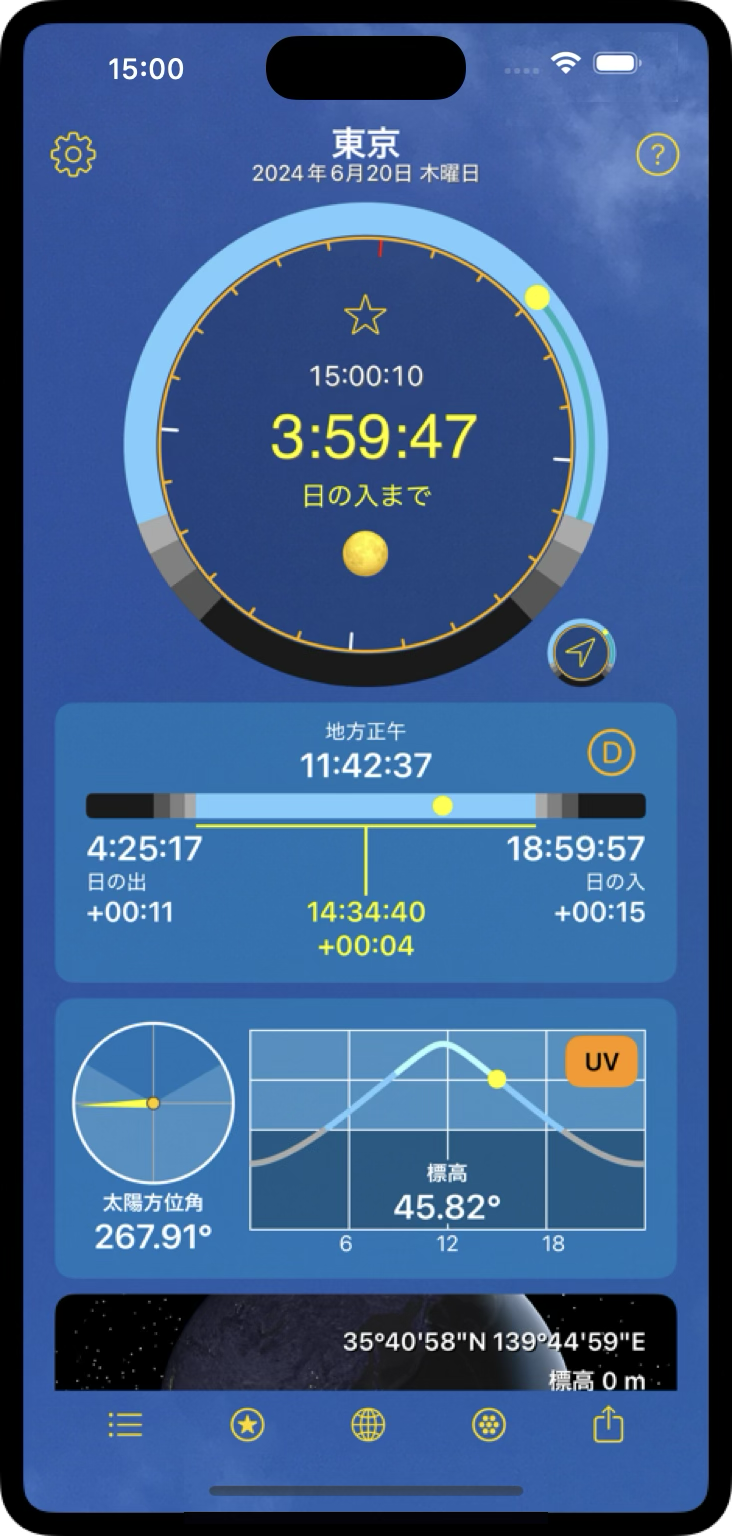 15:00
東京
2024年6月20日 木曜日
?
15:00:10
3:59:47
日の入まで
地方正午
11:42:37
D
4:25:17
18:59:57
日の出
日の入
+00:11
14:34:40
+00:15
+00:04
UV
標高
45.82°
太陽方位角
267.91°
6
12
18
35°40'58"N 139°44'59"E
標高 0 m